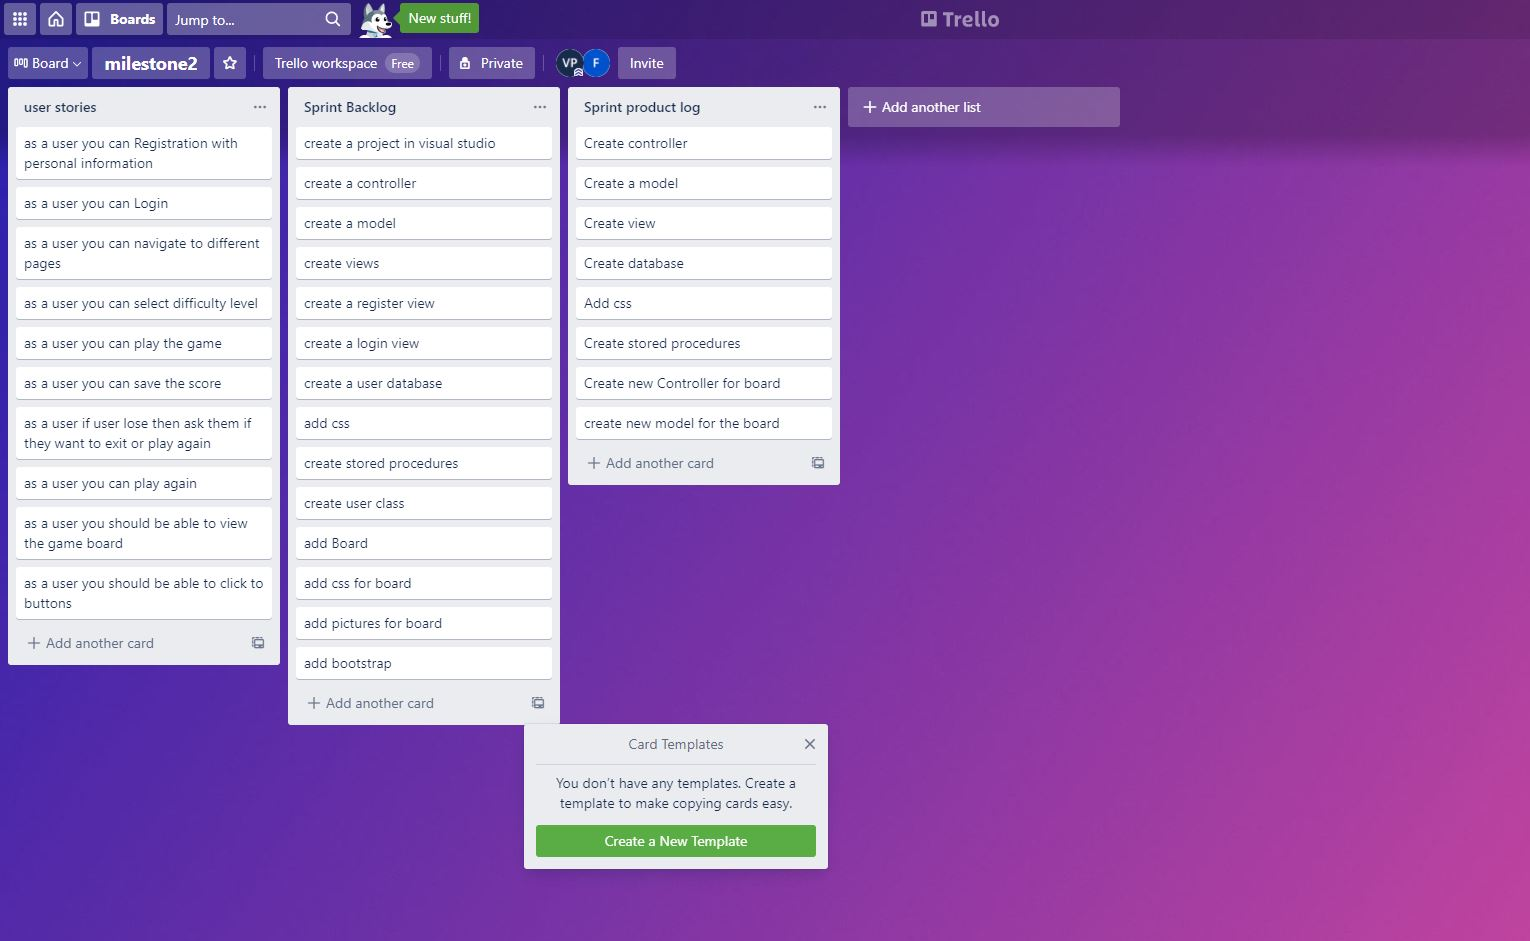 Boards
Jump to...
New stuff!
Trello
Board
milestone2
Trello workspace Free
Private
VP
F
Invite
user stories
as a user you can Registration with
personal information
as a user you can Login
as a user you can navigate to different
pages
as a user you can select difficulty level
as a user you can play the game
as a user you can save the score
as a user if user lose then ask them if
they want to exit or play again
as a user you can play again
as a user you should be able to view
the game board
as a user you should be able to click to
buttons
Add another card
Sprint Backlog
create a project in visual studio
create a controller
create a model
create views
create a register view
create a login view
create a user database
add css
create stored procedures
create user class
add Board
add css for board
add pictures for board
add bootstrap
Add another card
Sprint product log
Create controller
Create a model
Create view
Create database
Add css
Create stored procedures
Create new Controller for board
create new model for the board
Add another card
Add another list
Card Templates
You don't have any templates. Create a
template to make copying cards easy.
Create a New Template